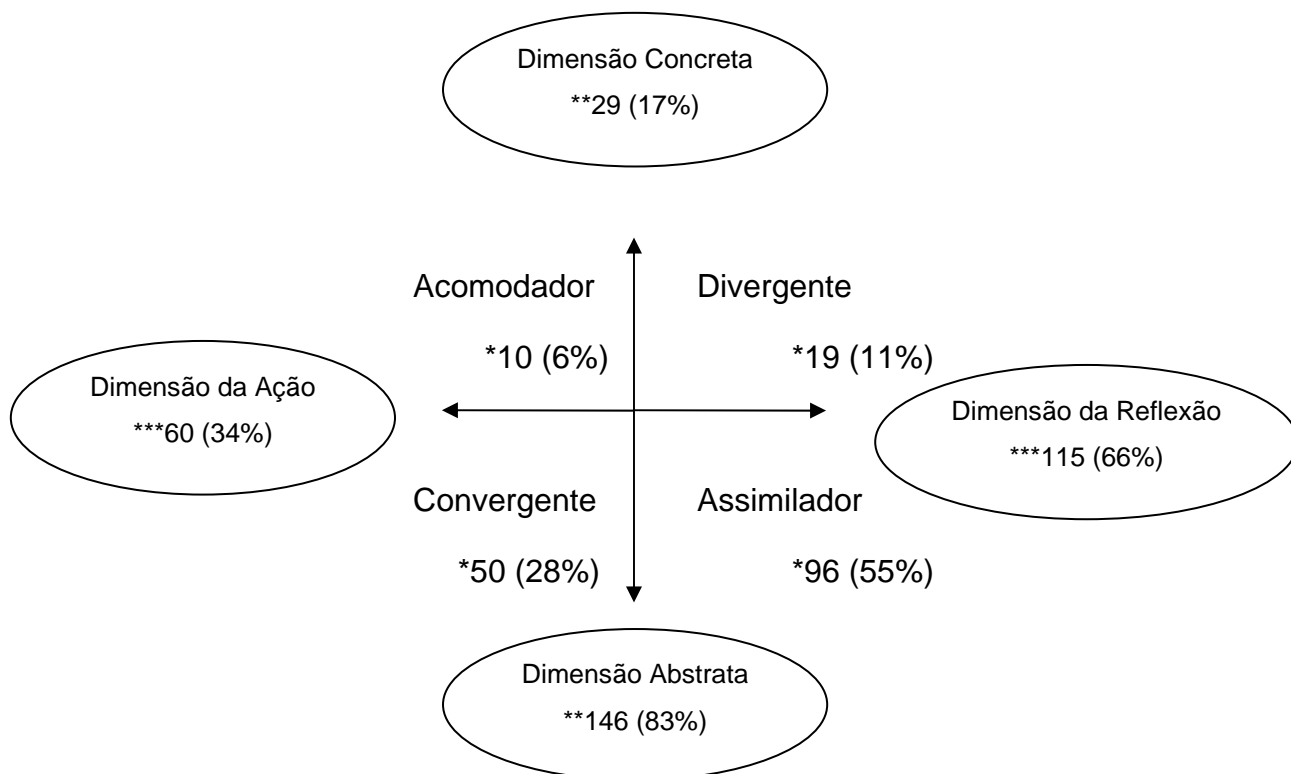 Dimensão Concreta
**29 (17%)
Acomodador
Divergente
*10 (6%)
*19 (11%)
Dimensão da Ação
***60 (34%)
Dimensão da Reflexão
***115 (66%)
Convergente
Assimilador
*50 (28%)
*96 (55%)
Dimensão Abstrata
**146 (83%)